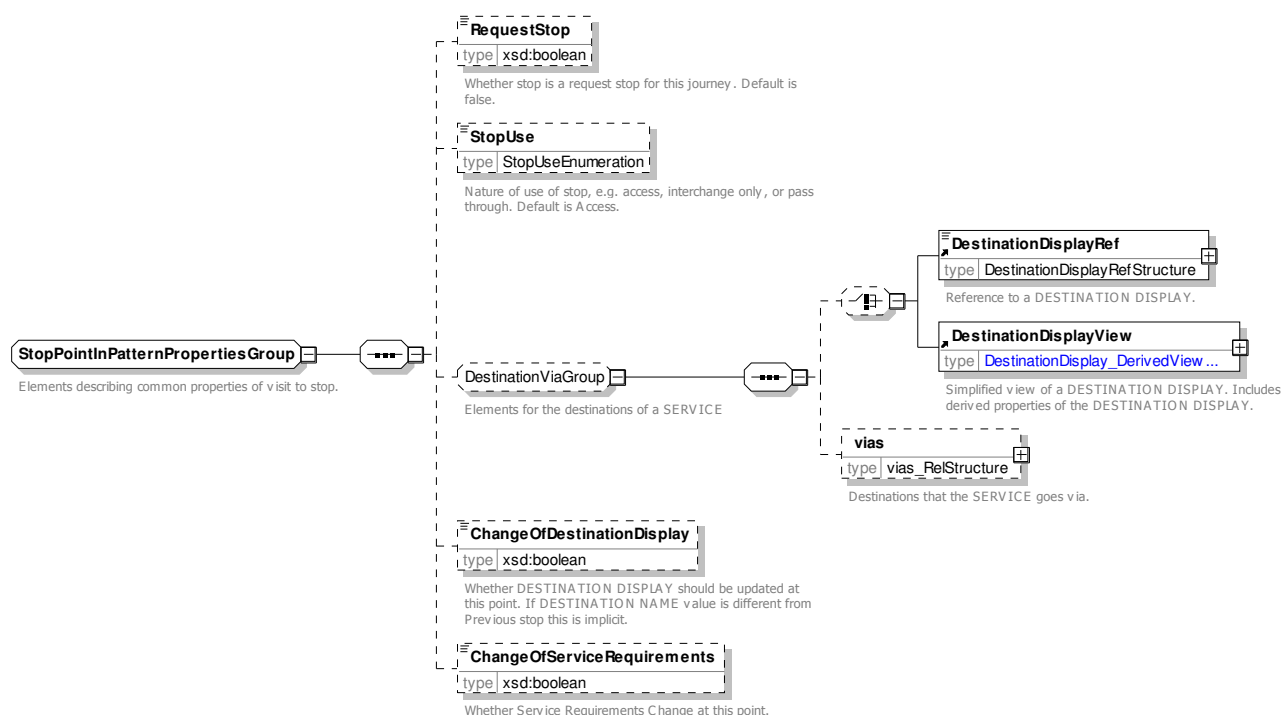 RequestStop
type xsd:boolean
Whether stop is a request stop for this journey. Default is
false.
StopUse
type StopUseEnumeration
Nature of use of stop, e.g. access, interchange only, or pass
through. Default is Access.
DestinationDisplayRef
type DestinationDisplayRefStructure
Reference to a DESTINATION DISPLAY.
StopPointInPatternPropertiesGroup
Elements describing common properties of visit to stop.
DestinationViaGroup
Elements for the destinations of a SERVICE
DestinationDisplayView
type DestinationDisplay_DerivedView...
Simplified view of a DESTINATION DISPLAY. Includes
derived properties of the DESTINATION DISPLAY.
vias
type vias_RelStructure
Destinations that the SERVICE goes via.
ChangeOfDestinationDisplay
type xsd:boolean
Whether DESTINATION DISPLAY should be updated at
this point. If DESTINATION NAME value is different from
Previous stop this is implicit.
ChangeOfServiceRequirements
type xsd:boolean
Whether Service Requirements Change at this point.